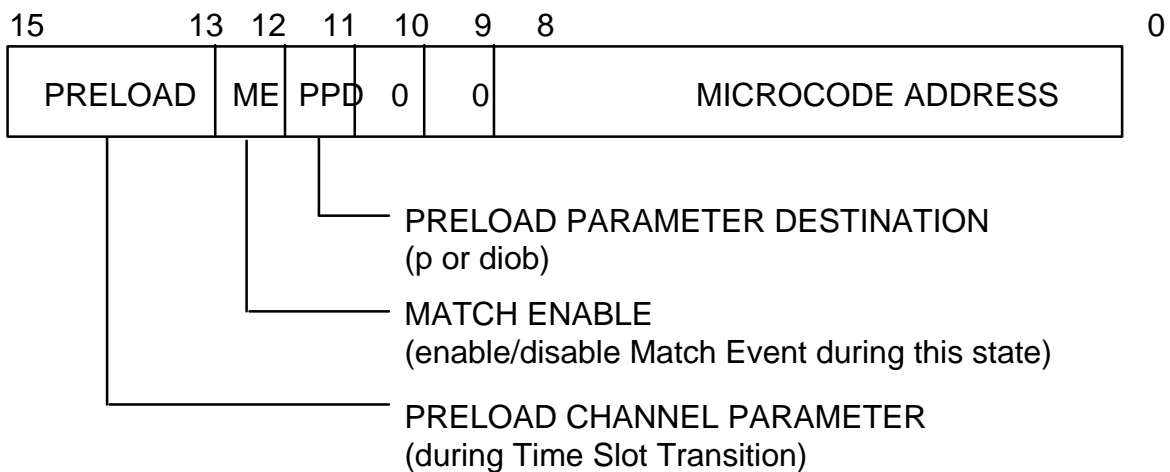 15 13 12 11 10 9 8 0
PRELOAD ME PPD 0 0 MICROCODE ADDRESS
PRELOAD PARAMETER DESTINATION
(p or diob)
MATCH ENABLE
(enable/disable Match Event during this state)
PRELOAD CHANNEL PARAMETER
(during Time Slot Transition)